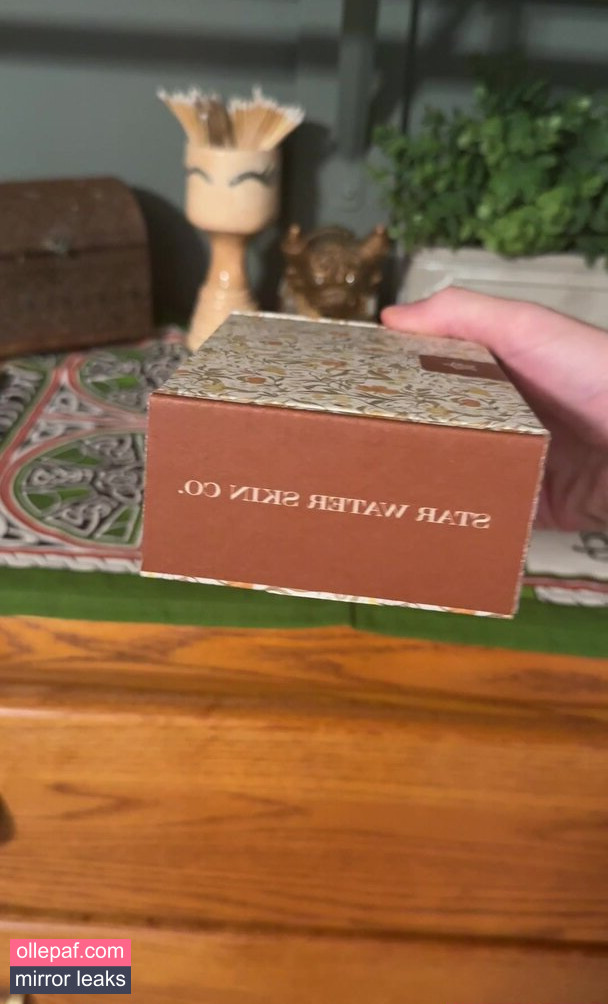 STAR WATER SKIN CO.
ollepaf.com
mirror leaks